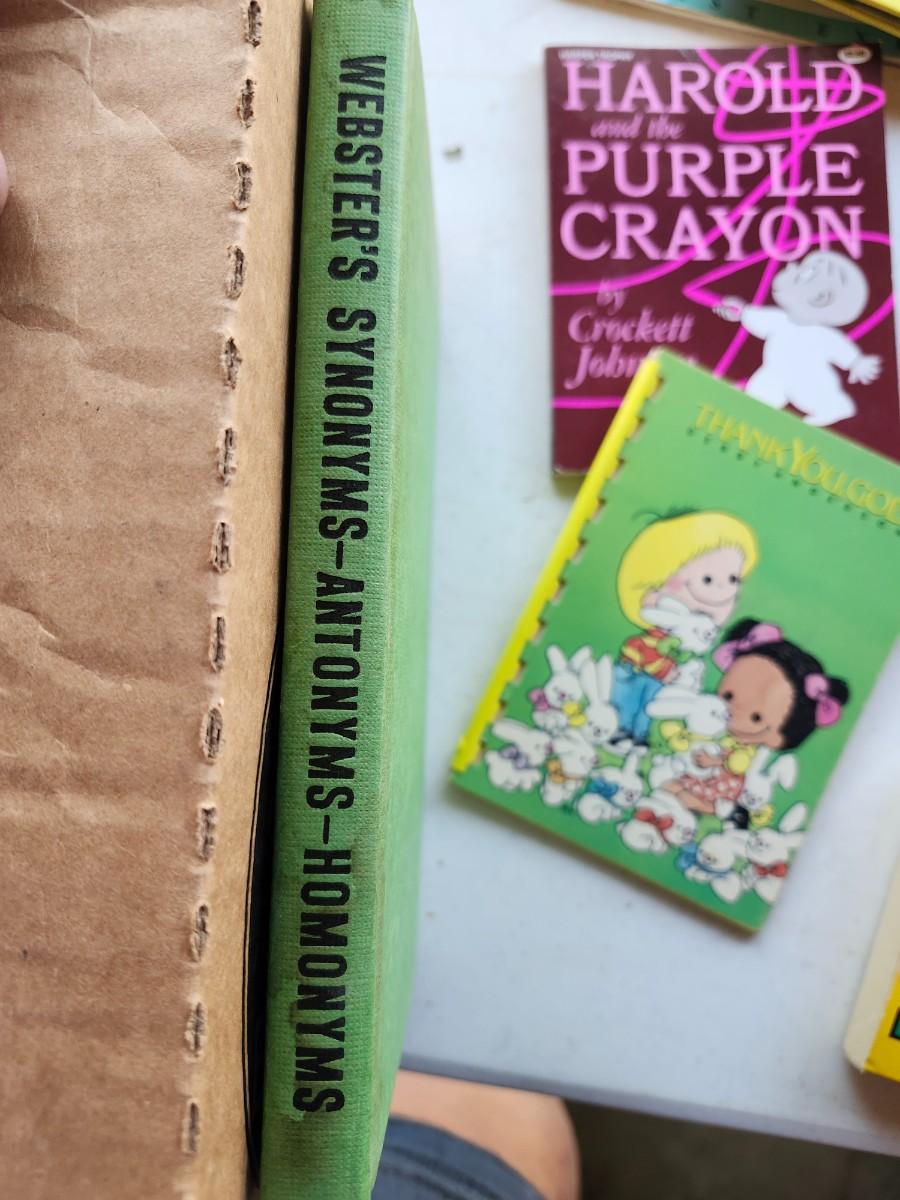 WEBSTER'S SYNONYMS–ANTONYMS–HOMONYMS
HAROLD
and the
PURPLE
CRAYON
by
Crockett
THANK YOU, GOD